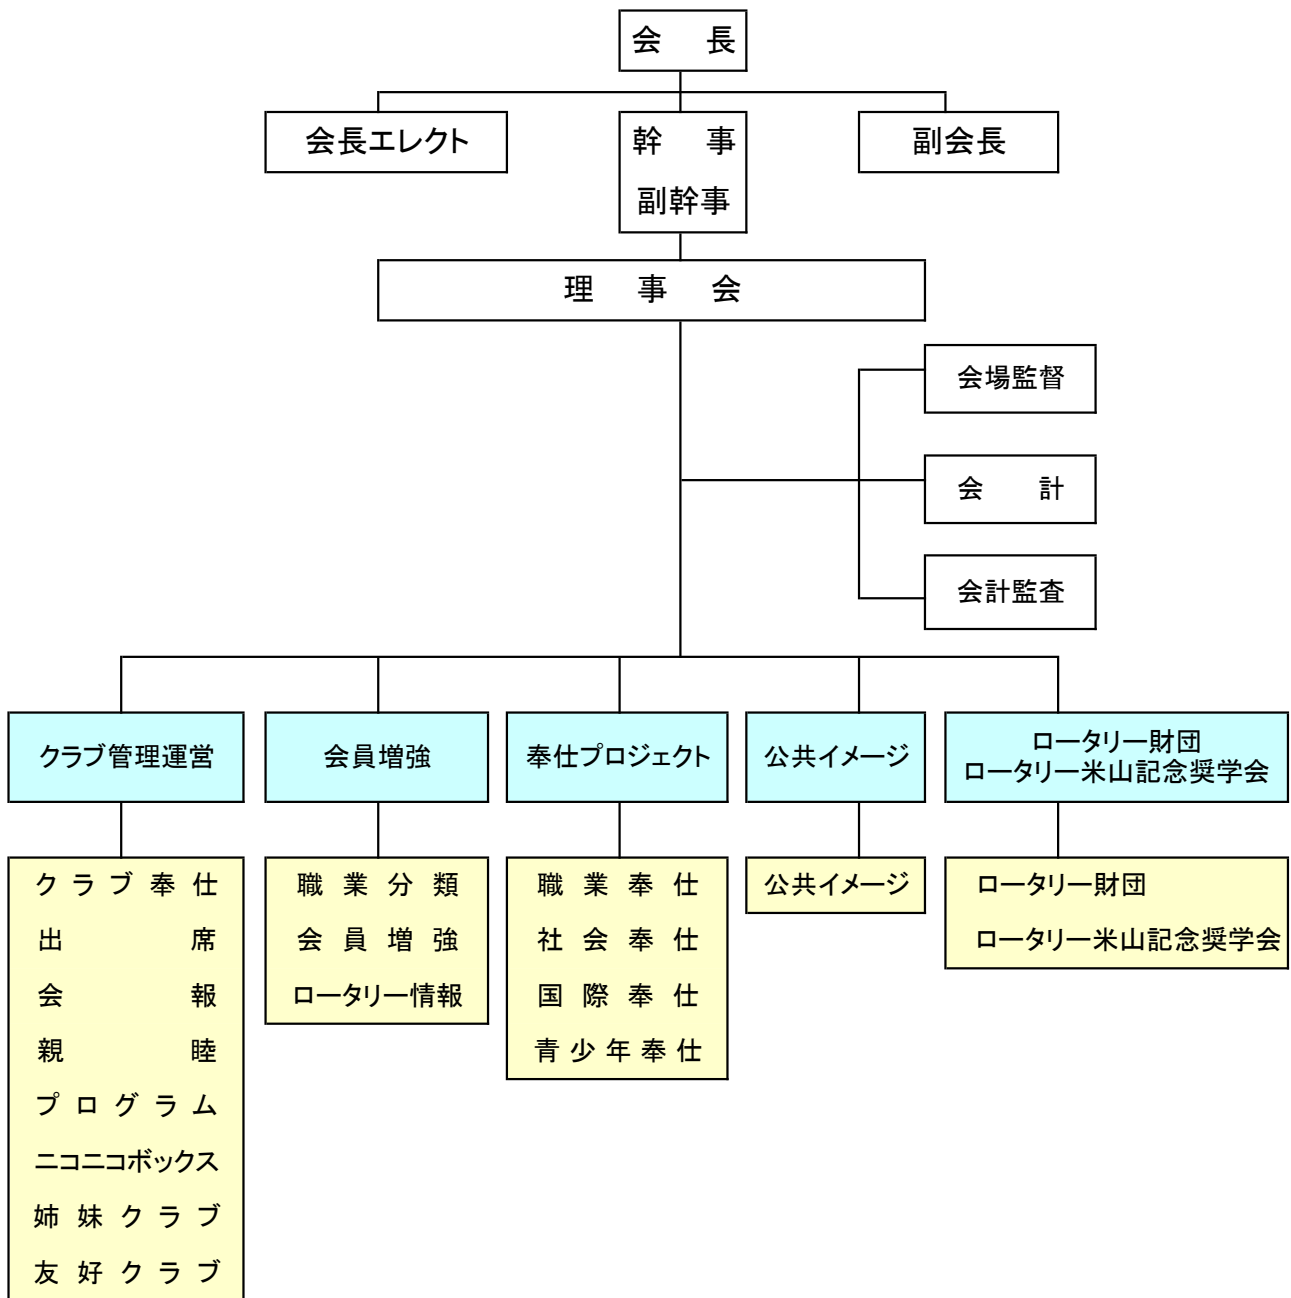 会長
会長エレクト
幹事
副幹事
副会長
理事会
会場監督
会計
会計監査
クラブ管理運営
会員増強
奉仕プロジェクト
公共イメージ
ロータリー財団
ロータリー米山記念奨学会
クラブ奉仕
出席
会報
親睦
プログラム
ニコニコボックス
姉妹クラブ
友好クラブ
職業分類
会員増強
ロータリー情報
職業奉仕
社会奉仕
国際奉仕
青少年奉仕
公共イメージ
ロータリー財団
ロータリー米山記念奨学会